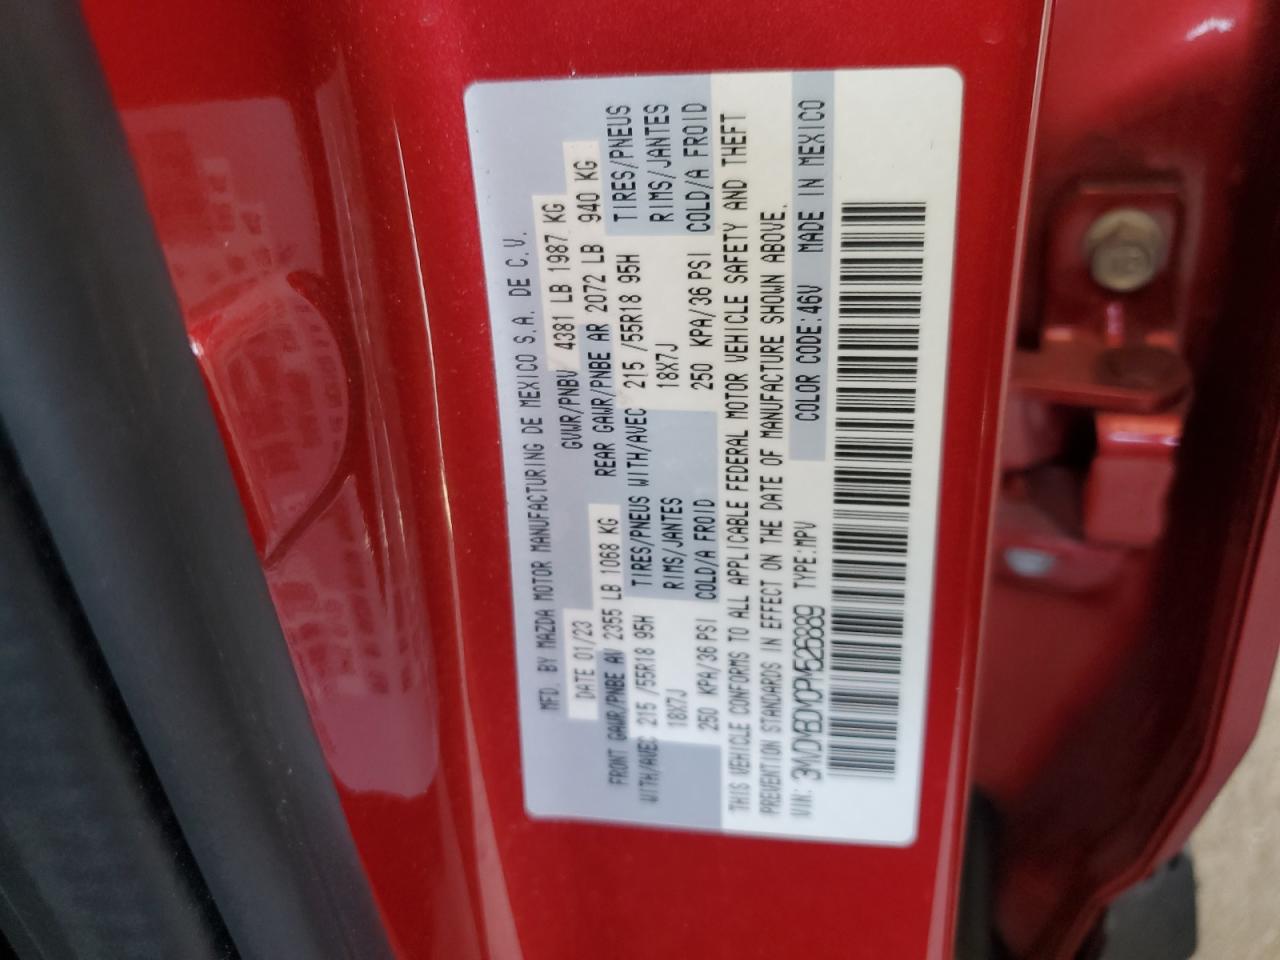 MFD. BY MAZDA MOTOR MANUFACTURING DE MEXICO S.A. DE C.V.
DATE 01/23 GVWR/PNBV 4381 LB 1987 KG
FRONT GAWR/PNBE AV 2355 LB 1068 KG REAR GAWR/PNBE AR 2072 LB 940 KG
WITH/AVEC 215 /55R18 95H TIRES/PNEUS WITH/AVEC 215 /55R18 95H TIRES/PNEUS
18X7J RIMS/JANTES 18X7J RIMS/JANTES
250 KPA/36 PSI COLD/A FROID 250 KPA/36 PSI COLD/A FROID
THIS VEHICLE CONFORMS TO ALL APPLICABLE FEDERAL MOTOR VEHICLE SAFETY AND THEFT
PREVENTION STANDARDS IN EFFECT ON THE DATE OF MANUFACTURE SHOWN ABOVE.
VIN: 3MVDMBDM0PM526889 TYPE:MPV COLOR CODE:46V MADE IN MEXICO